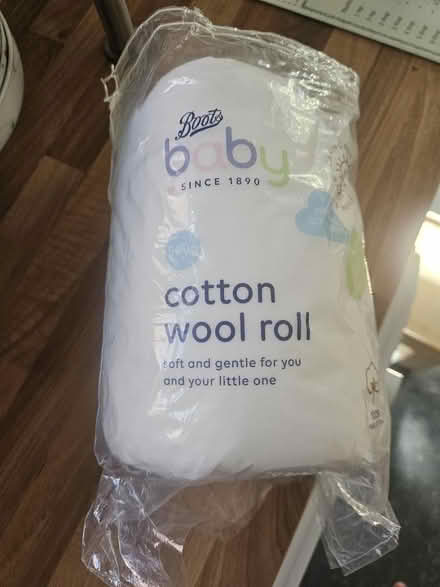 Boots
baby
SINCE 1890
cotton
wool roll
soft and gentle for you
and your little one